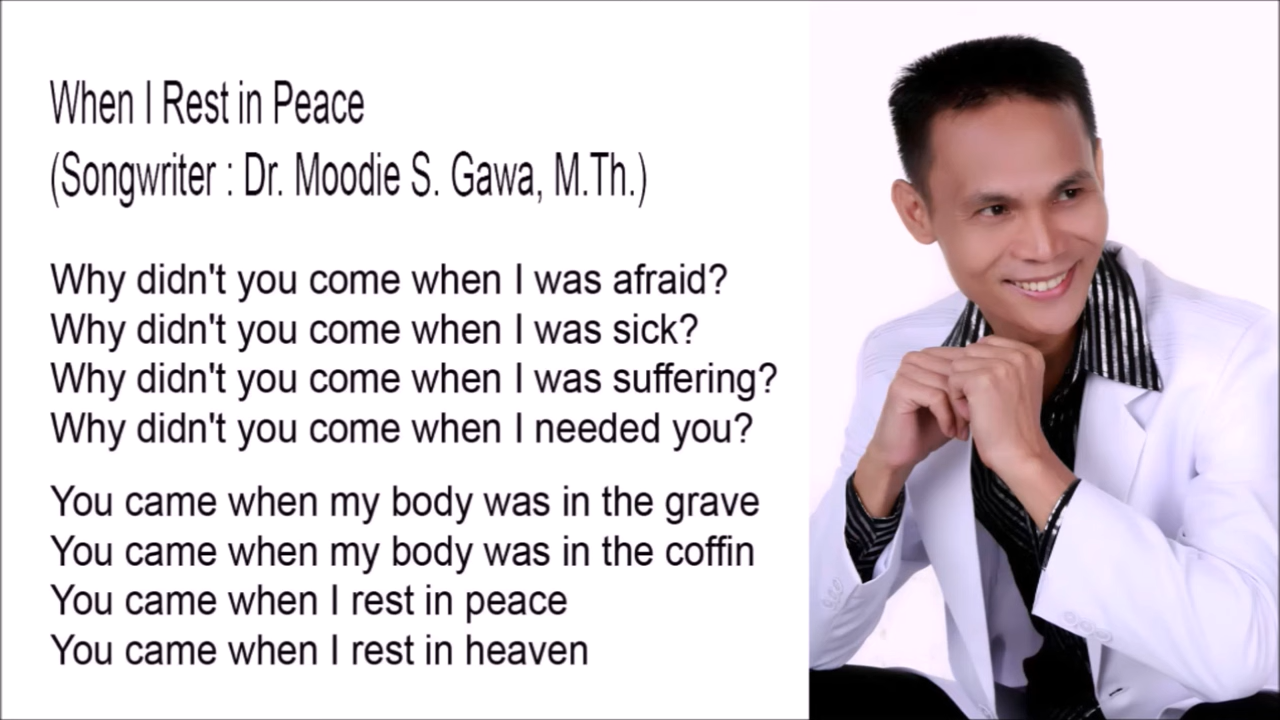 When I Rest in Peace
(Songwriter : Dr. Moodie S. Gawa, M.Th.)
Why didn't you come when I was afraid?
Why didn't you come when I was sick?
Why didn't you come when I was suffering?
Why didn't you come when I needed you?
You came when my body was in the grave
You came when my body was in the coffin
You came when I rest in peace
You came when I rest in heaven